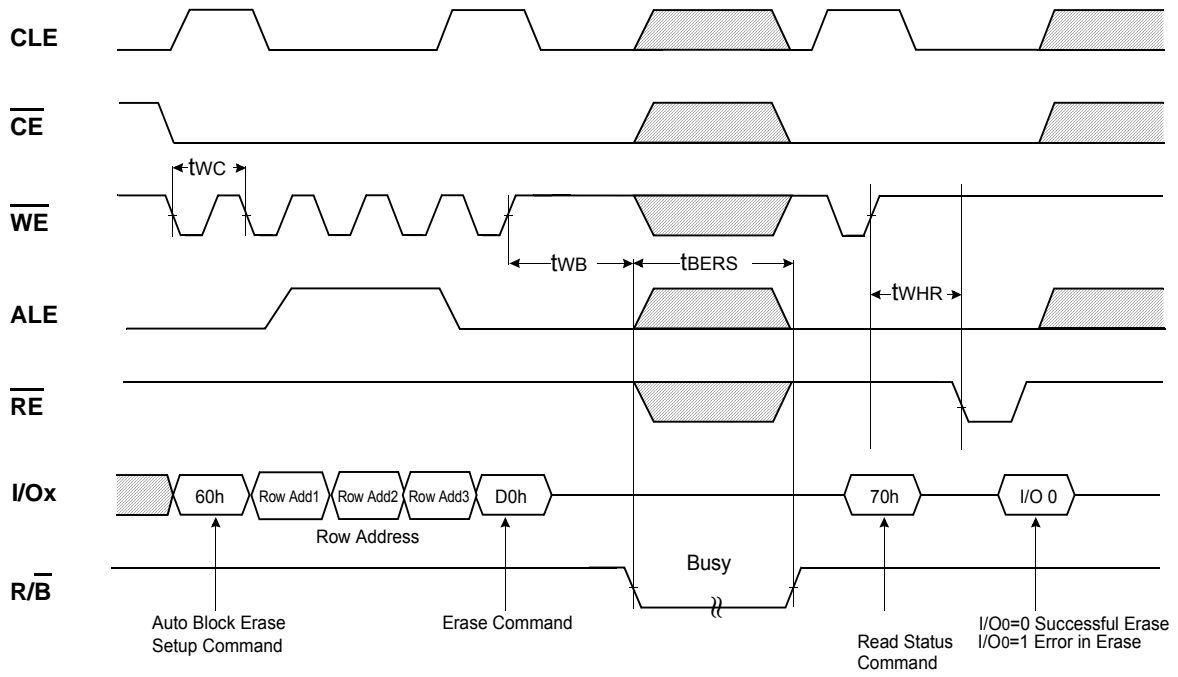 CLE
CE
tWC
WE
tWB
tBERS
tWHR
ALE
RE
I/Ox
60h
Row Add1
Row Add2
Row Add3
D0h
70h
I/O 0
Row Address
Busy
R/B
Auto Block Erase
Setup Command
Erase Command
Read Status
Command
I/O0=0 Successful Erase
I/O0=1 Error in Erase